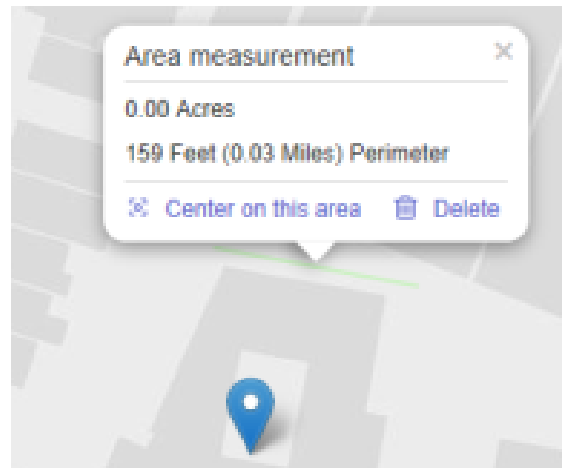 Area measurement
0.00 Acres
159 Feet (0.03 Miles) Perimeter
Center on this area Delete